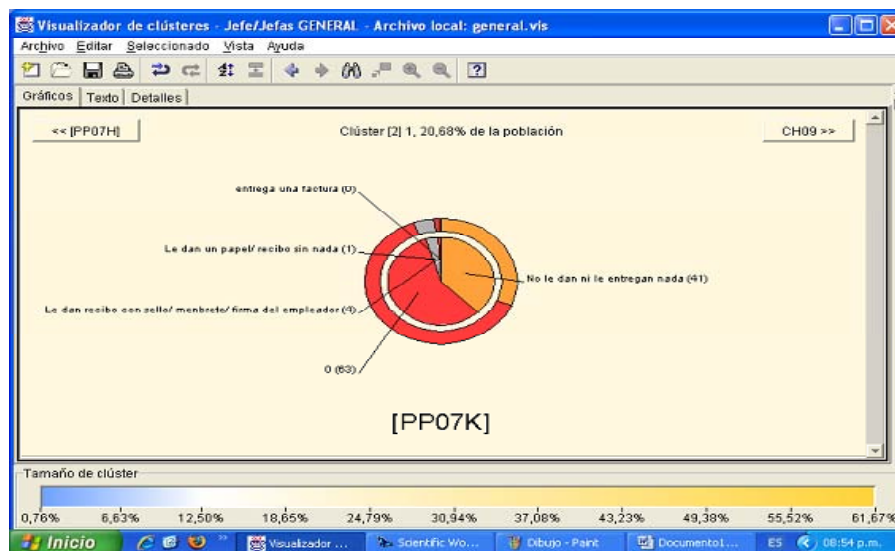 Visualizador de clústeres - Jefe/Jefas GENERAL - Archivo local: general.vis
Archivo Editar Seleccionado Vista Ayuda
Gráficos Texto Detalles
<< [PP07H]
Clúster [2] 1, 20,68% de la población
CH09 >>
entrega una factura (0)
Le dan un papel/ recibo sin nada (1)
No le dan ni le entregan nada (41)
Le dan recibo con sello/ menbrete/ firma del empleador (4)
0 (63)
[PP07K]
Tamaño de clúster
0,76% 6,63% 12,50% 18,65% 24,79% 30,94% 37,08% 43,23% 49,38% 55,52% 61,67%
Inicio Visualizador ... Scientific Wo... Dibujo - Paint Documento1... ES 08:54 p.m.